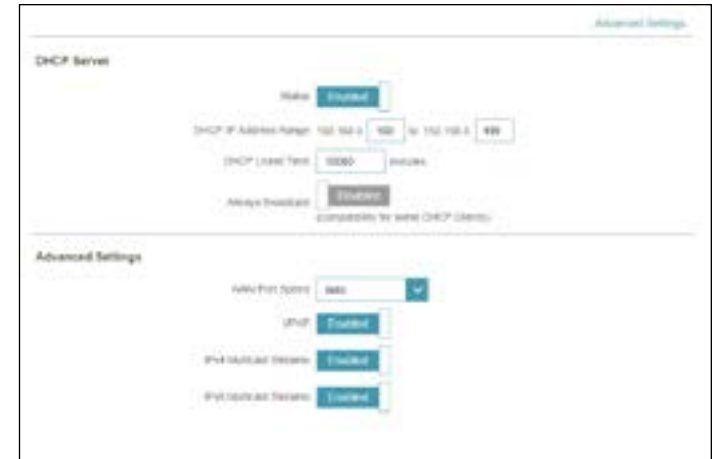 Advanced Settings
DHCP Server
Status Enabled
DHCP IP Address Range 192.168.0. 100 to 192.168.0.
DHCP Lease Time 10080 minutes
Always Broadcast Disabled
(compatibility for some DHCP Clients)
Advanced Settings
WAN Port Speed Auto
UPnP Enabled
IPv4 Multicast Streams Enabled
IPv6 Multicast Streams Enabled